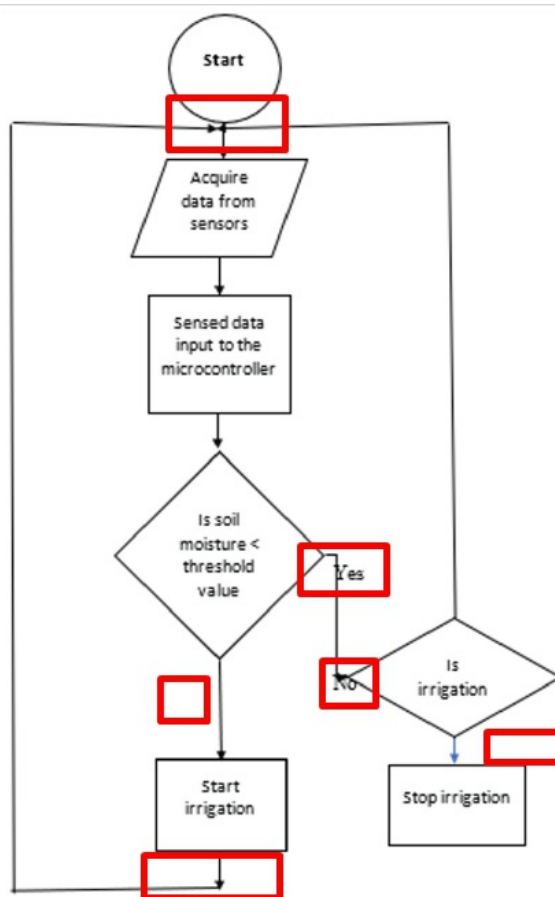 Start
Acquire
data from
sensors
Sensed data
input to the
microcontroller
Is soil
moisture <
threshold
value
Yes
No
Is
irrigation
Start
irrigation
Stop irrigation